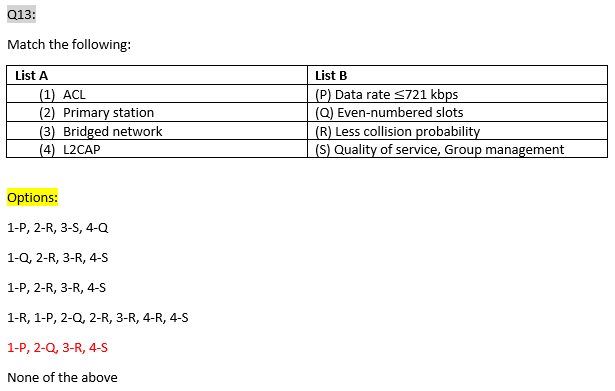 Q13:
Match the following:
List A List B
(1) ACL (P) Data rate ≤721 kbps
(2) Primary station (Q) Even-numbered slots
(3) Bridged network (R) Less collision probability
(4) L2CAP (S) Quality of service, Group management
Options:
1-P, 2-R, 3-S, 4-Q
1-Q, 2-R, 3-R, 4-S
1-P, 2-R, 3-R, 4-S
1-R, 1-P, 2-Q, 2-R, 3-R, 4-R, 4-S
1-P, 2-Q, 3-R, 4-S
None of the above